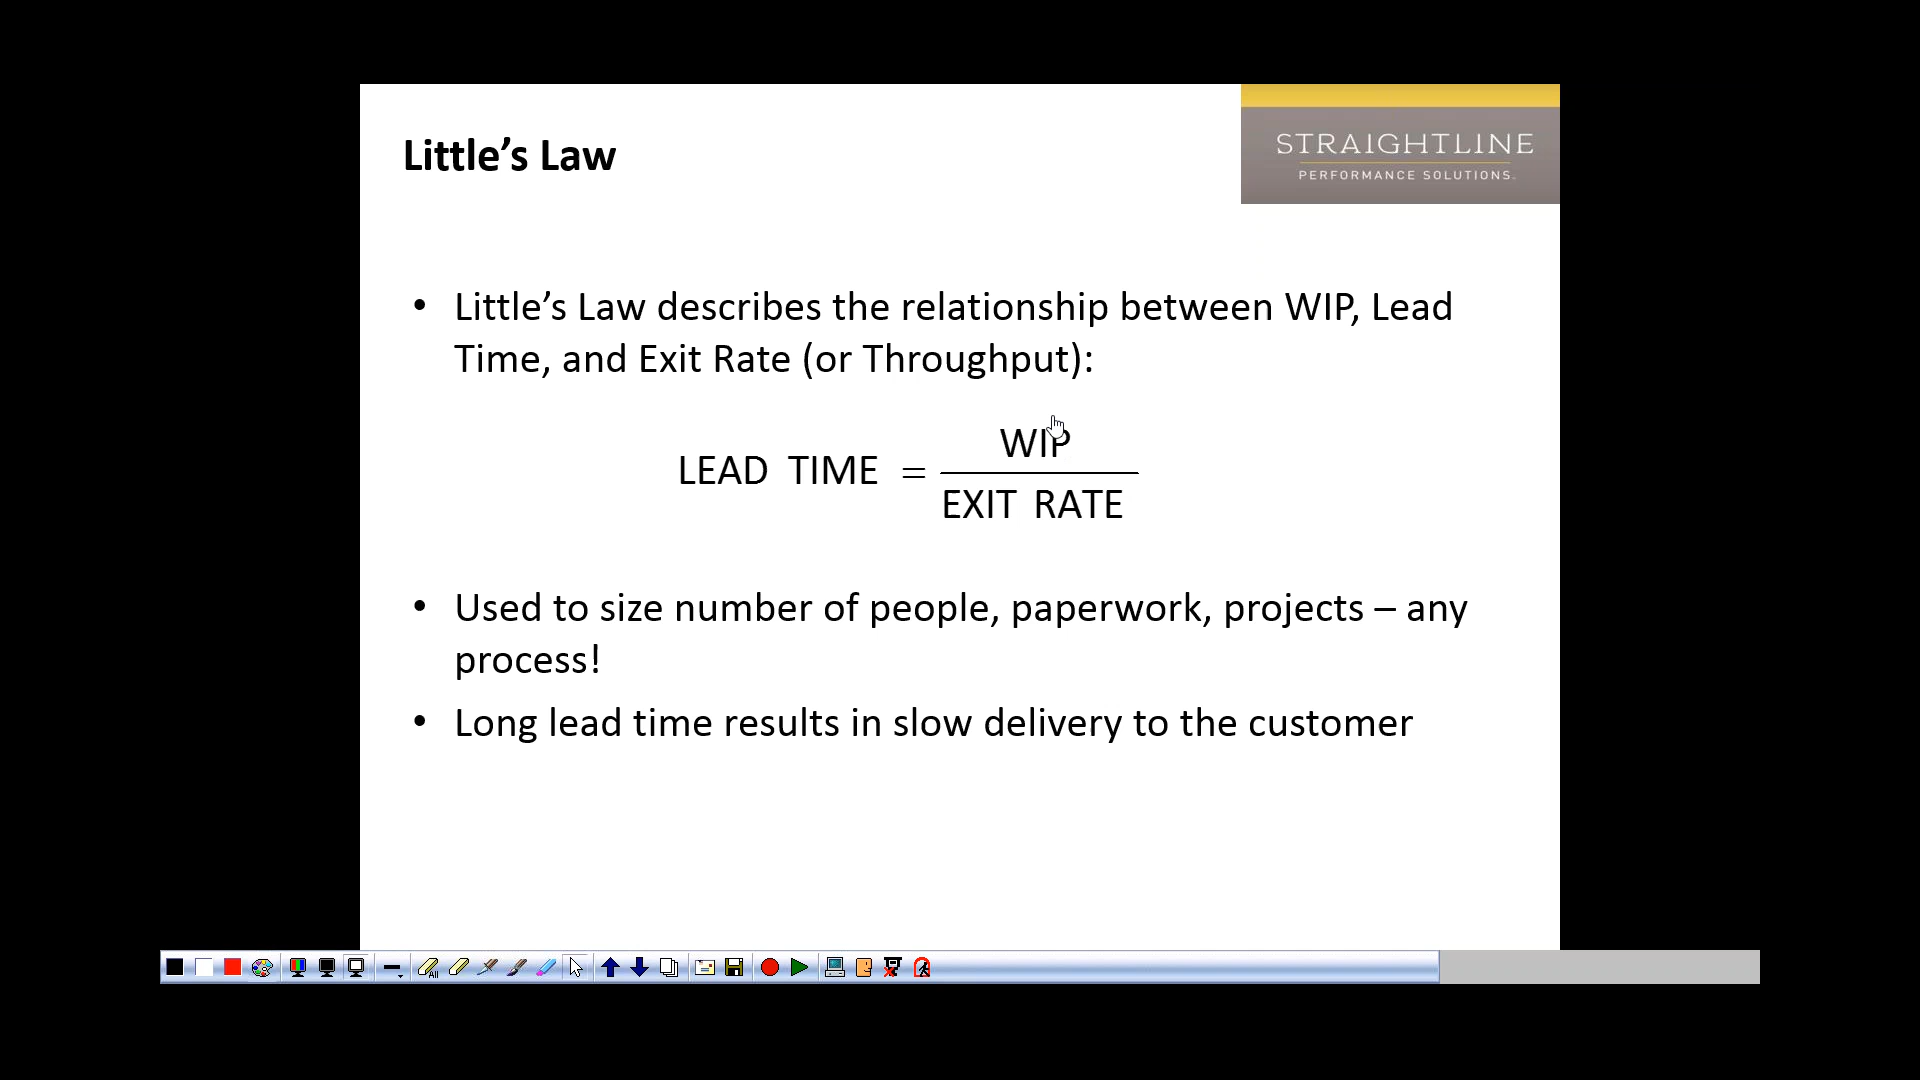 Little’s Law
STRAIGHTLINE
PERFORMANCE SOLUTIONS.
• Little’s Law describes the relationship between WIP, Lead
Time, and Exit Rate (or Throughput):
LEAD TIME = WIP
EXIT RATE
• Used to size number of people, paperwork, projects – any
process!
• Long lead time results in slow delivery to the customer
All